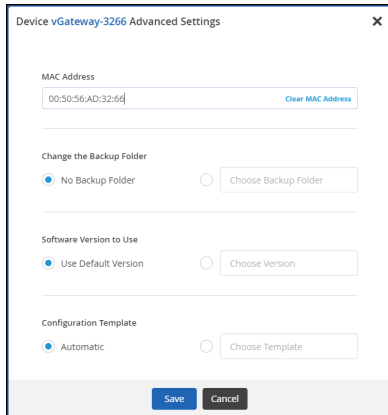 Device vGateway-3266 Advanced Settings
MAC Address
00:50:56:AD:32:66 Clear MAC Address
Change the Backup Folder
No Backup Folder Choose Backup Folder
Software Version to Use
Use Default Version Choose Version
Configuration Template
Automatic Choose Template
Save Cancel